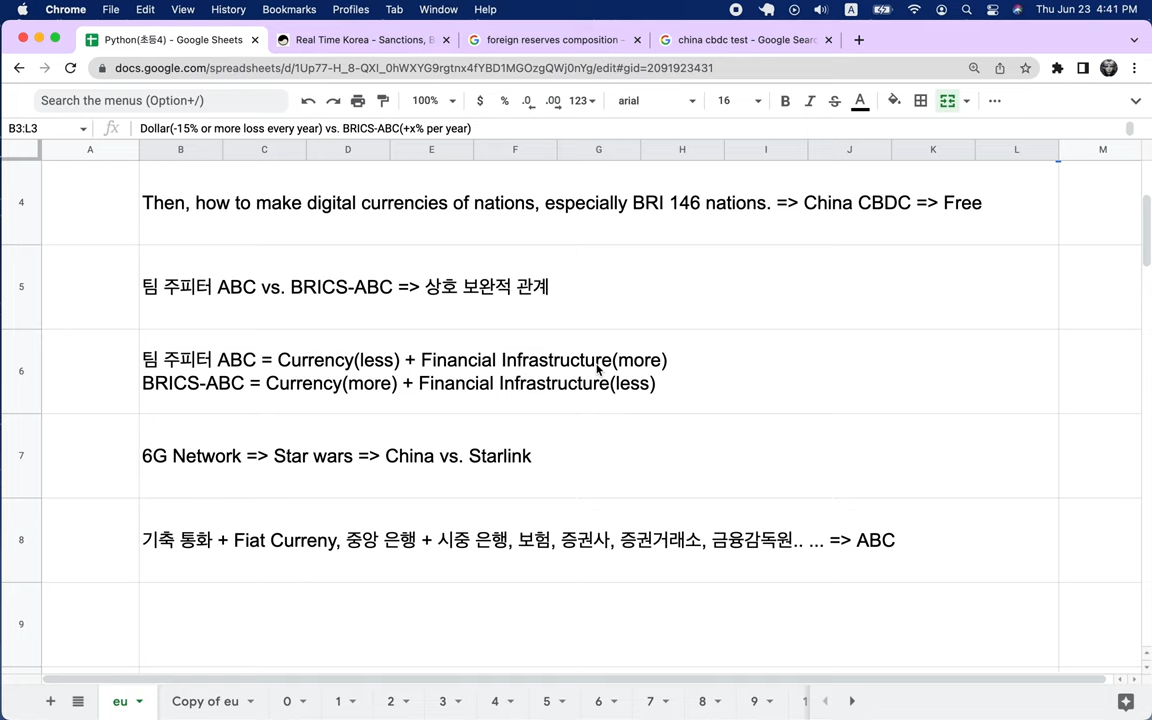 Chrome File Edit View History Bookmarks Profiles Tab Window Help A Thu Jun 23 4:41 PM
Python(초등4) - Google Sheets Real Time Korea - Sanctions, B foreign reserves composition - china cbdc test - Google Sear
docs.google.com/spreadsheets/d/1Up77-H_8-QXI_0hWXYG9rgtnx4fYBD1MGOzgQWj0nYg/edit#gid=2091923431
Search the menus (Option+/) 100% $ % .0 .00 123 arial 16 B I S A
B3:L3 fx Dollar(-15% or more loss every year) vs. BRICS-ABC(+x% per year)
A B C D E F G H I J K L M
4 Then, how to make digital currencies of nations, especially BRI 146 nations. => China CBDC => Free
5 팀 주피터 ABC vs. BRICS-ABC => 상호 보완적 관계
팀 주피터 ABC = Currency(less) + Financial Infrastructure(more)
6 BRICS-ABC = Currency(more) + Financial Infrastructure(less)
7 6G Network => Star wars => China vs. Starlink
8 기축 통화 + Fiat Curreny, 중앙 은행 + 시중 은행, 보험, 증권사, 증권거래소, 금융감독원.. ... => ABC
9
eu Copy of eu 0 1 2 3 4 5 6 7 8 9 1